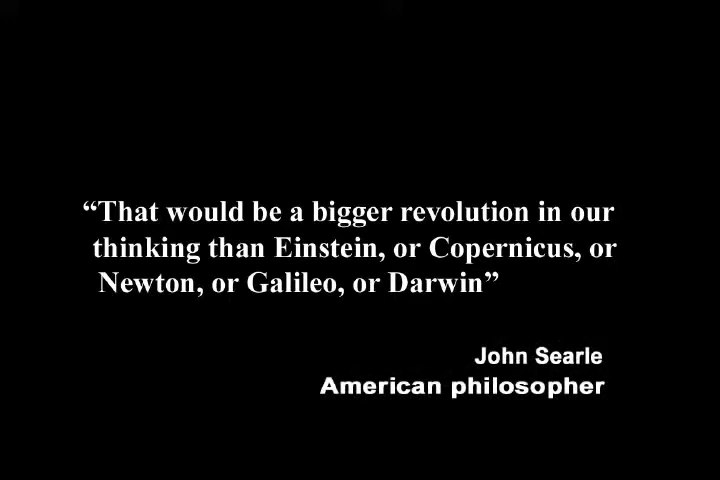 “That would be a bigger revolution in our
thinking than Einstein, or Copernicus, or
Newton, or Galileo, or Darwin”
John Searle
American philosopher